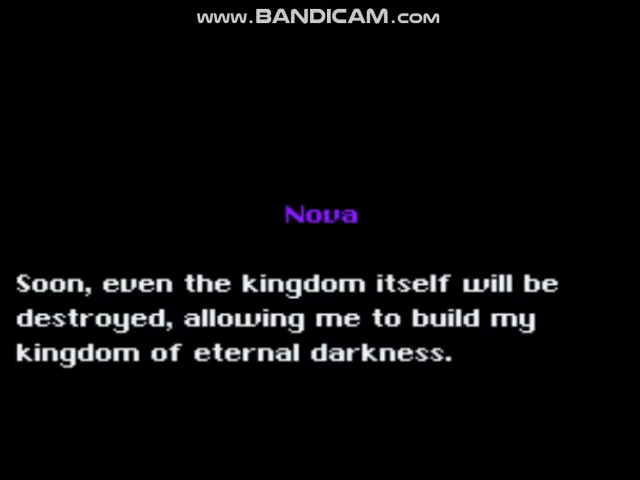 www.BANDICAM.com
Nova
Soon, even the kingdom itself will be
destroyed, allowing me to build my
kingdom of eternal darkness.